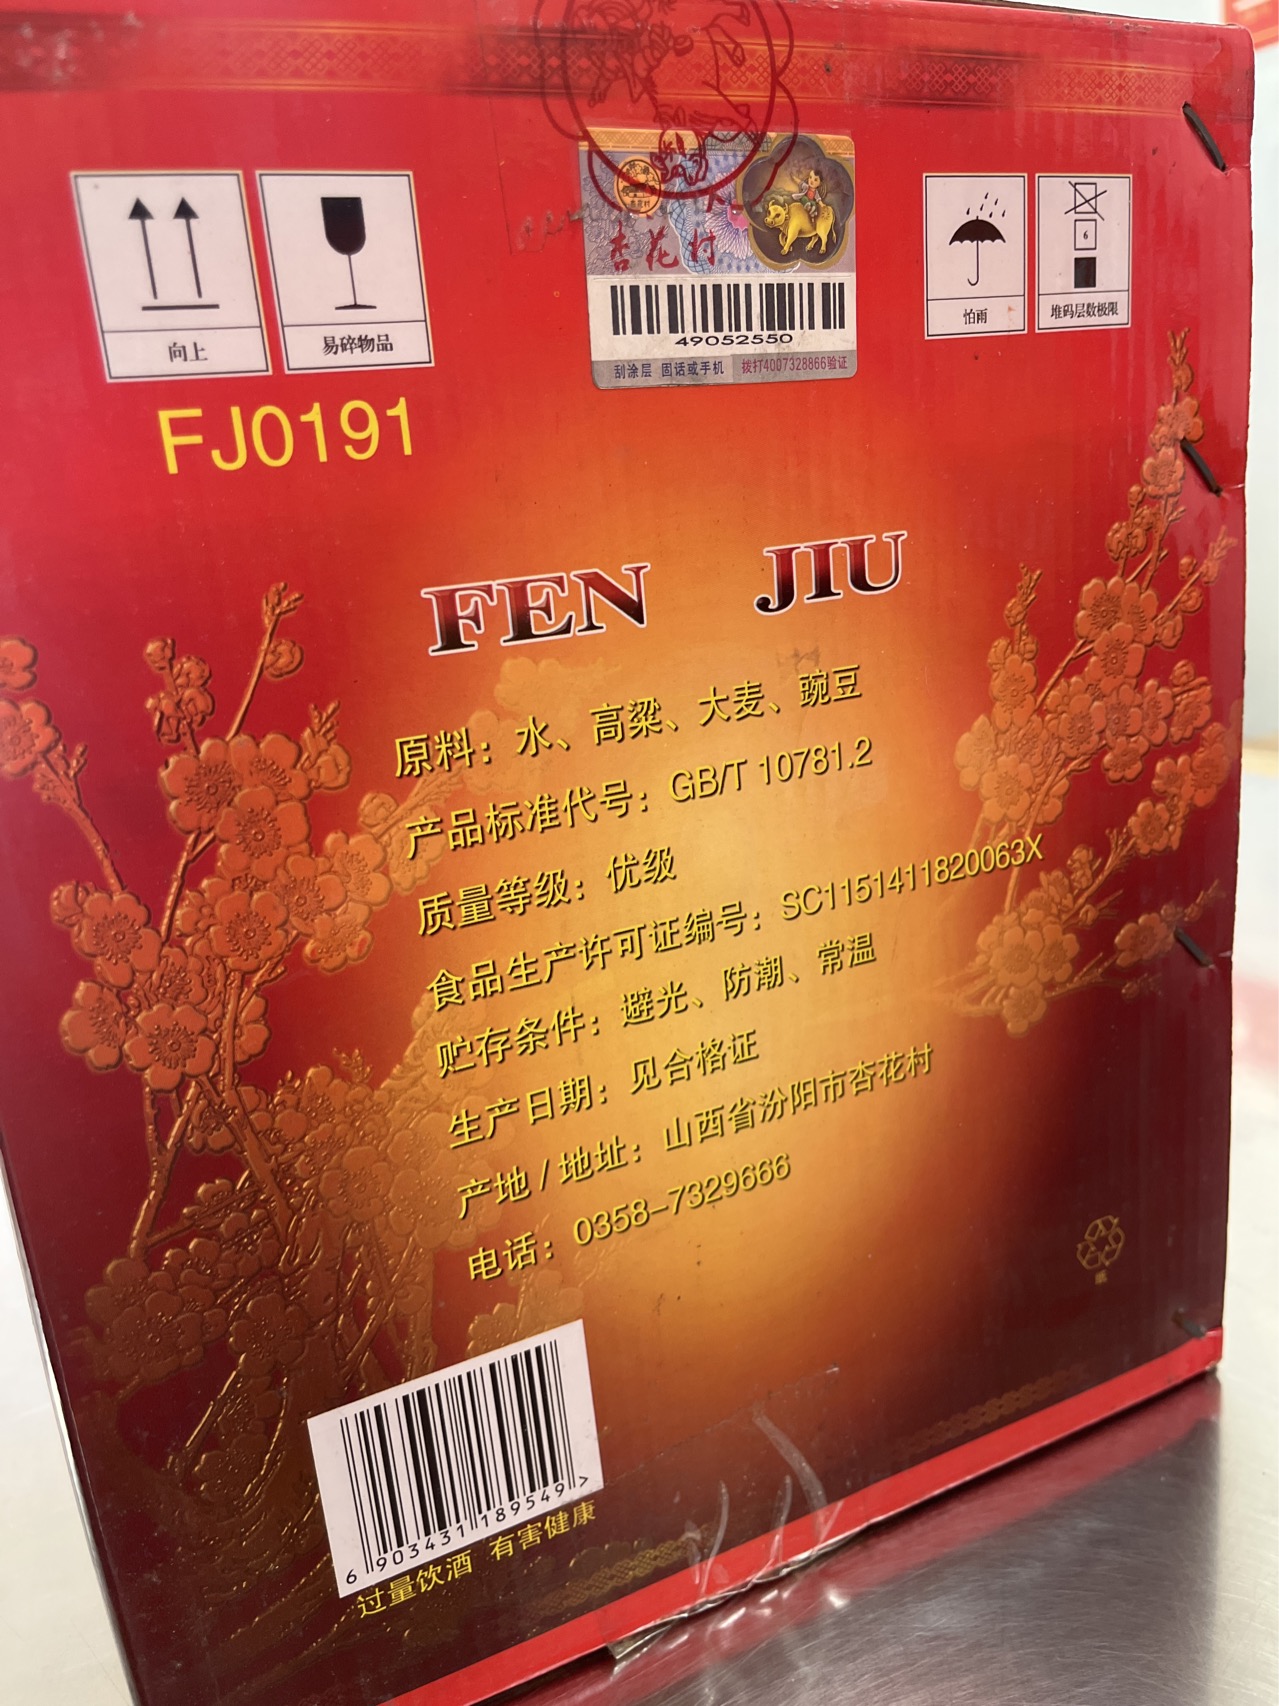 向上
易碎物品
杏花村
49052550
刮涂层 固话或手机 拨打4007328866验证
怕雨
6
堆码层数极限
FJ0191
FEN JIU
原料：水、高粱、大麦、豌豆
产品标准代号：GB/T 10781.2
质量等级：优级
食品生产许可证编号：SC1151411820063X
贮存条件：避光、防潮、常温
生产日期：见合格证
产地/地址：山西省汾阳市杏花村
电话：0358-7329666
纸
6 903431 189549 >
过量饮酒 有害健康